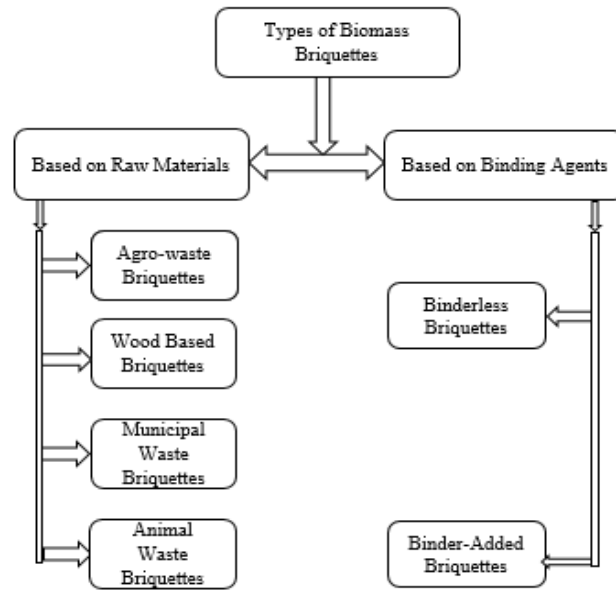 Types of Biomass
Briquettes
Based on Raw Materials
Based on Binding Agents
Agro-waste
Briquettes
Wood Based
Briquettes
Municipal
Waste
Briquettes
Animal
Waste
Briquettes
Binderless
Briquettes
Binder-Added
Briquettes